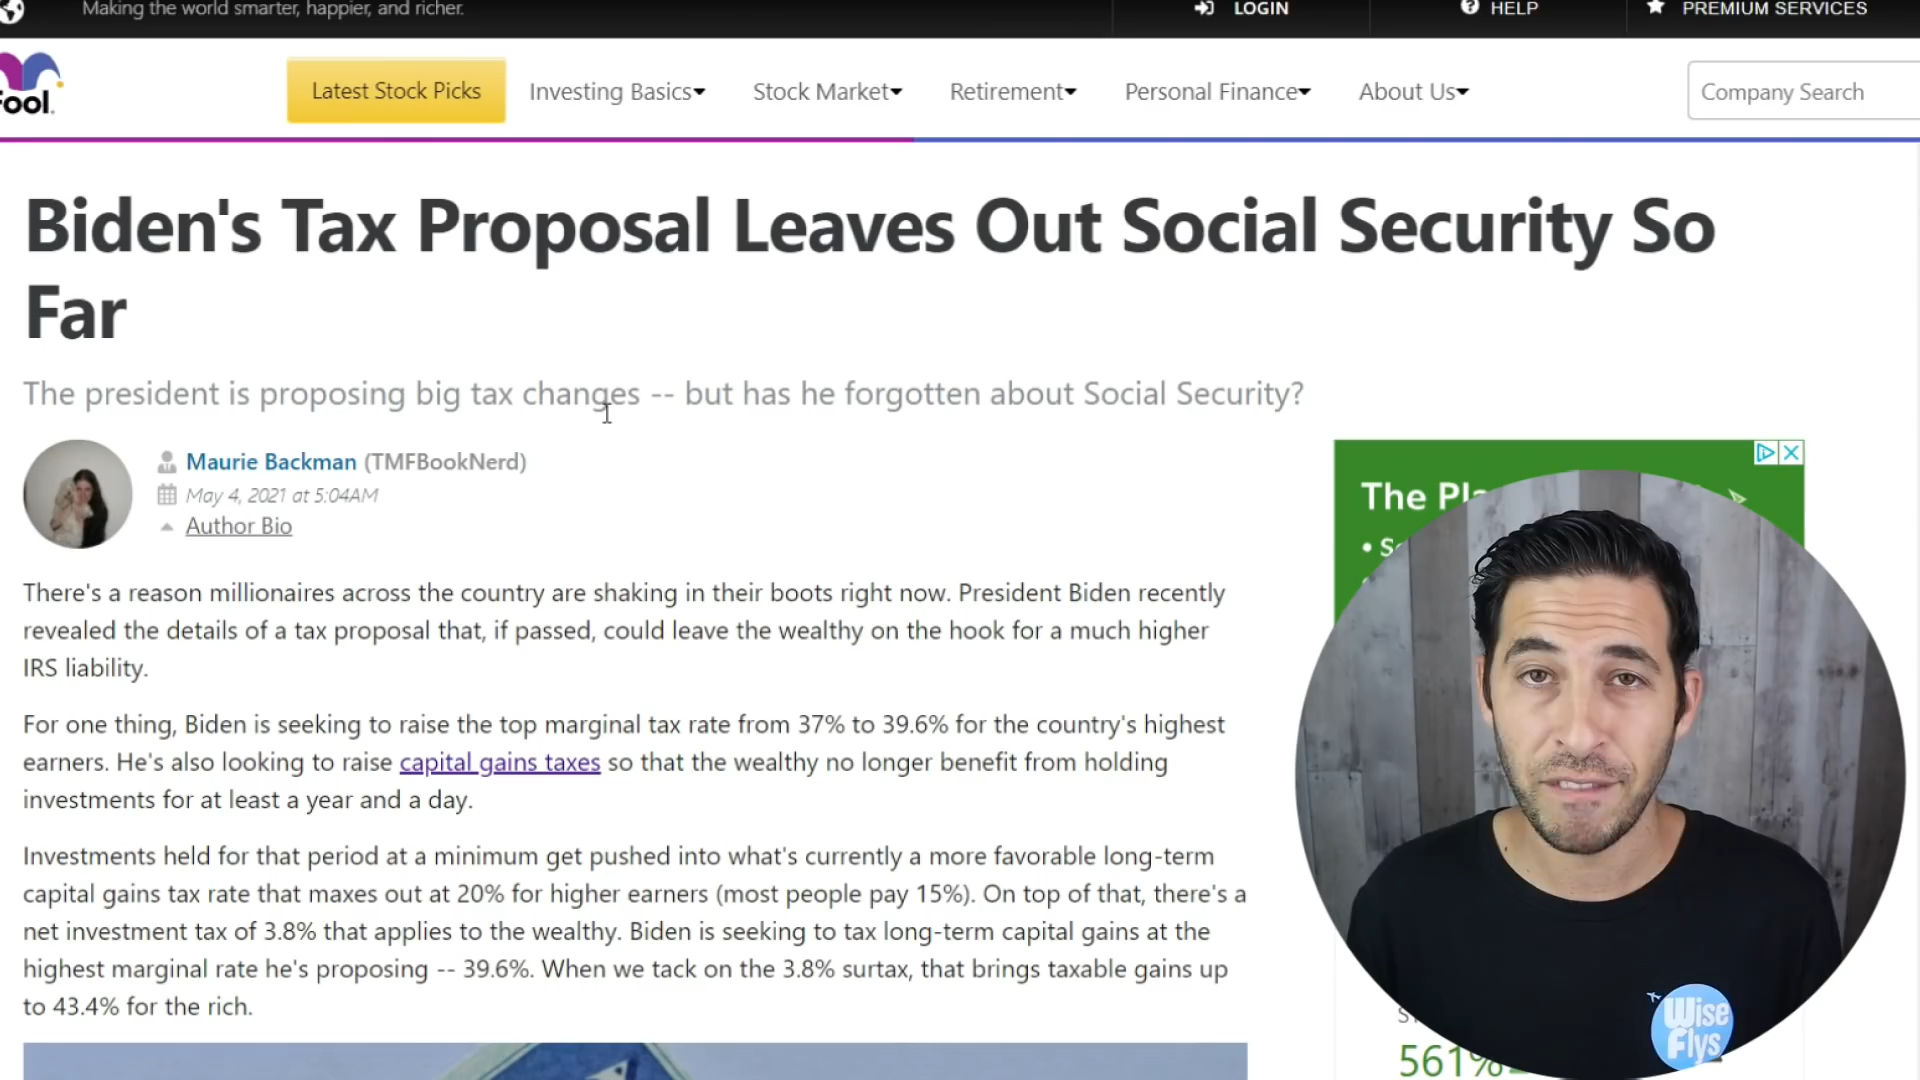 Making the world smarter, happier, and richer.
LOGIN
HELP
PREMIUM SERVICES
Fool.
Latest Stock Picks
Investing Basics
Stock Market
Retirement
Personal Finance
About Us
Company Search
Biden's Tax Proposal Leaves Out Social Security So
Far
The president is proposing big tax changes -- but has he forgotten about Social Security?
Maurie Backman (TMFBookNerd)
May 4, 2021 at 5:04AM
Author Bio
There's a reason millionaires across the country are shaking in their boots right now. President Biden recently
revealed the details of a tax proposal that, if passed, could leave the wealthy on the hook for a much higher
IRS liability.
For one thing, Biden is seeking to raise the top marginal tax rate from 37% to 39.6% for the country's highest
earners. He's also looking to raise capital gains taxes so that the wealthy no longer benefit from holding
investments for at least a year and a day.
Investments held for that period at a minimum get pushed into what's currently a more favorable long-term
capital gains tax rate that maxes out at 20% for higher earners (most people pay 15%). On top of that, there's a
net investment tax of 3.8% that applies to the wealthy. Biden is seeking to tax long-term capital gains at the
highest marginal rate he's proposing -- 39.6%. When we tack on the 3.8% surtax, that brings taxable gains up
to 43.4% for the rich.
The
Wise
Flys
561%